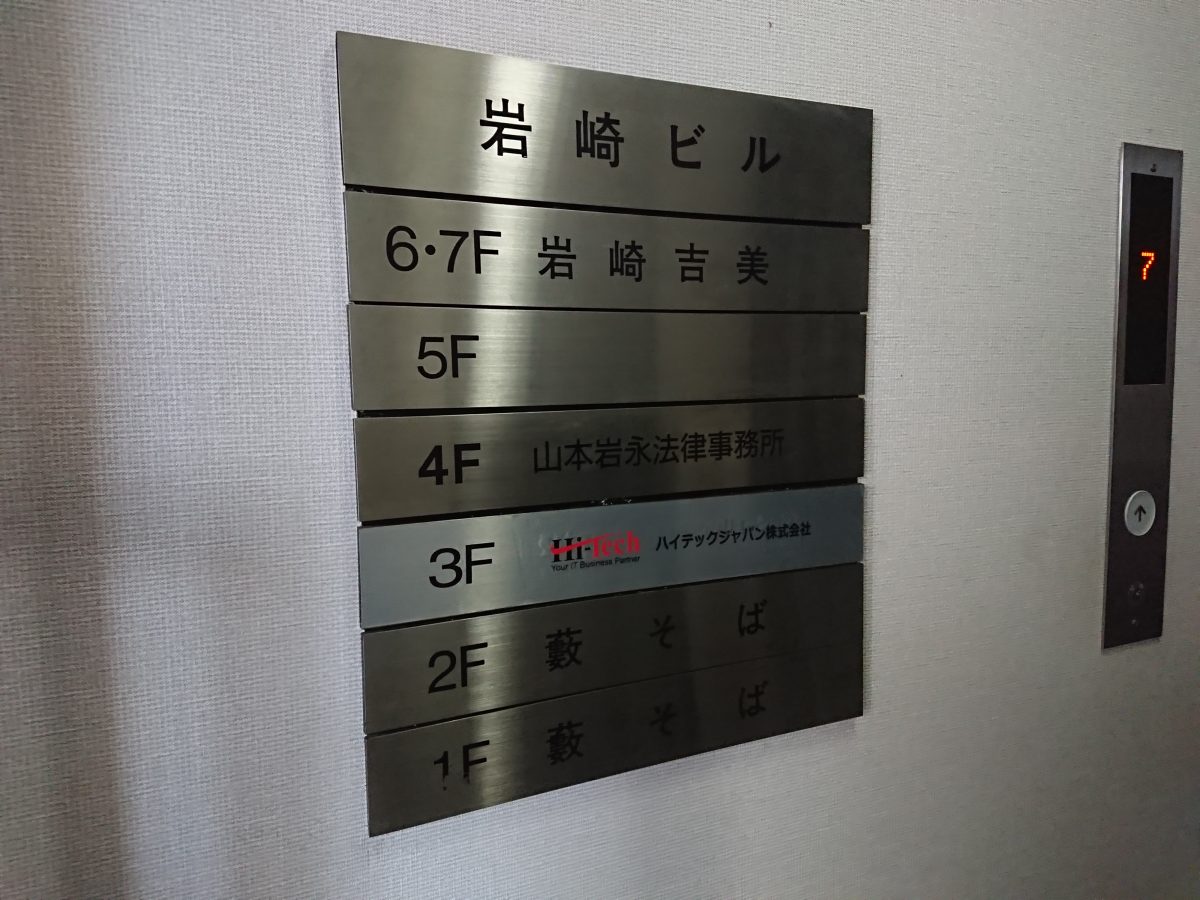 岩崎ビル
6・7F 岩崎吉美
5F
4F 山本岩永法律事務所
3F Hi-Tech Your IT Business Partner ハイテックジャパン株式会社
2F 藪そば
1F 藪そば
7